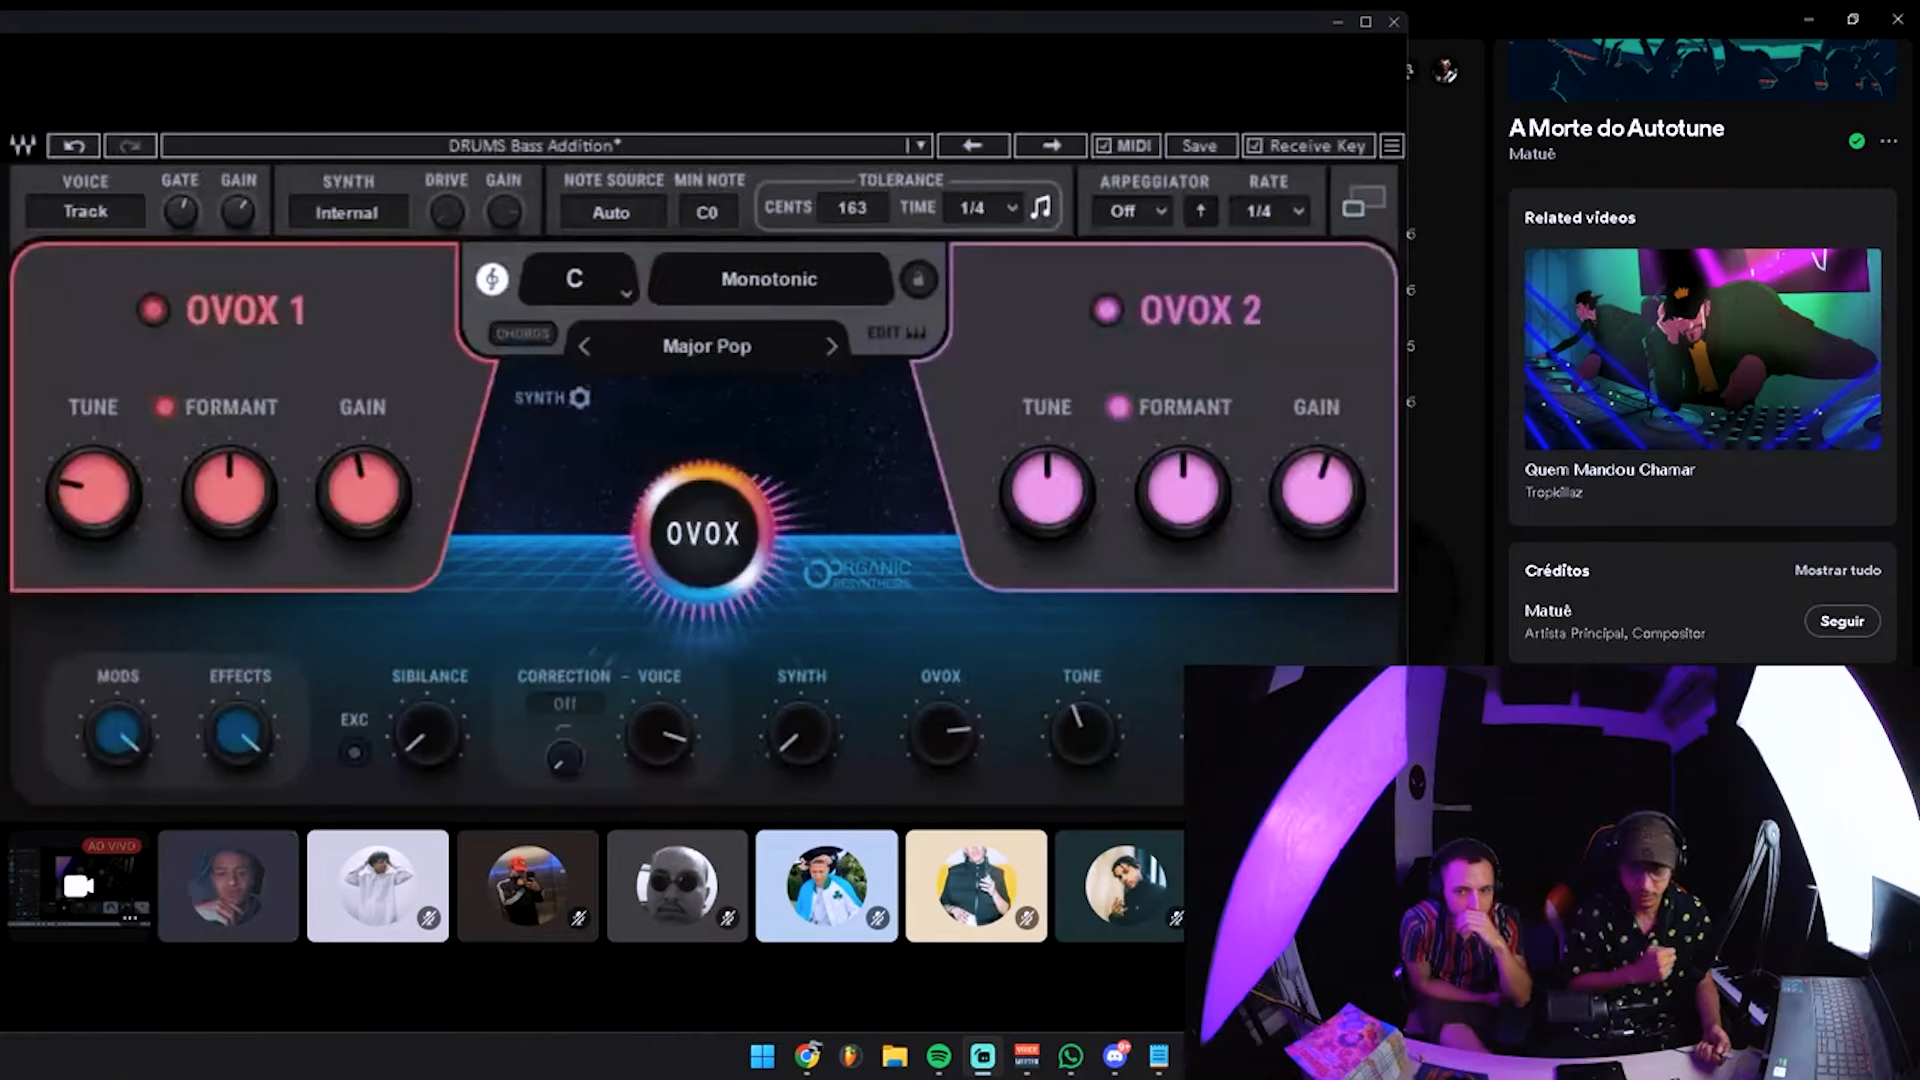 DRUMS Bass Addition*
MIDI
Save
Receive Key
VOICE
Track
GATE
GAIN
SYNTH
Internal
DRIVE
GAIN
NOTE SOURCE
Auto
MIN NOTE
C0
TOLERANCE
CENTS 163 TIME 1/4
ARPEGGIATOR
Off
RATE
1/4
OVOX 1
TUNE
FORMANT
GAIN
C
Monotonic
CHORDS
Major Pop
EDIT
SYNTH
OVOX
ORGANIC
RESYNTHESIS
OVOX 2
TUNE
FORMANT
GAIN
MODS
EFFECTS
EXC
SIBILANCE
CORRECTION
Off
VOICE
SYNTH
OVOX
TONE
A Morte do Autotune
Matuê
Related videos
Quem Mandou Chamar
Tropkillaz
Créditos
Mostrar tudo
Matuê
Artista Principal, Compositor
Seguir
AO VIVO